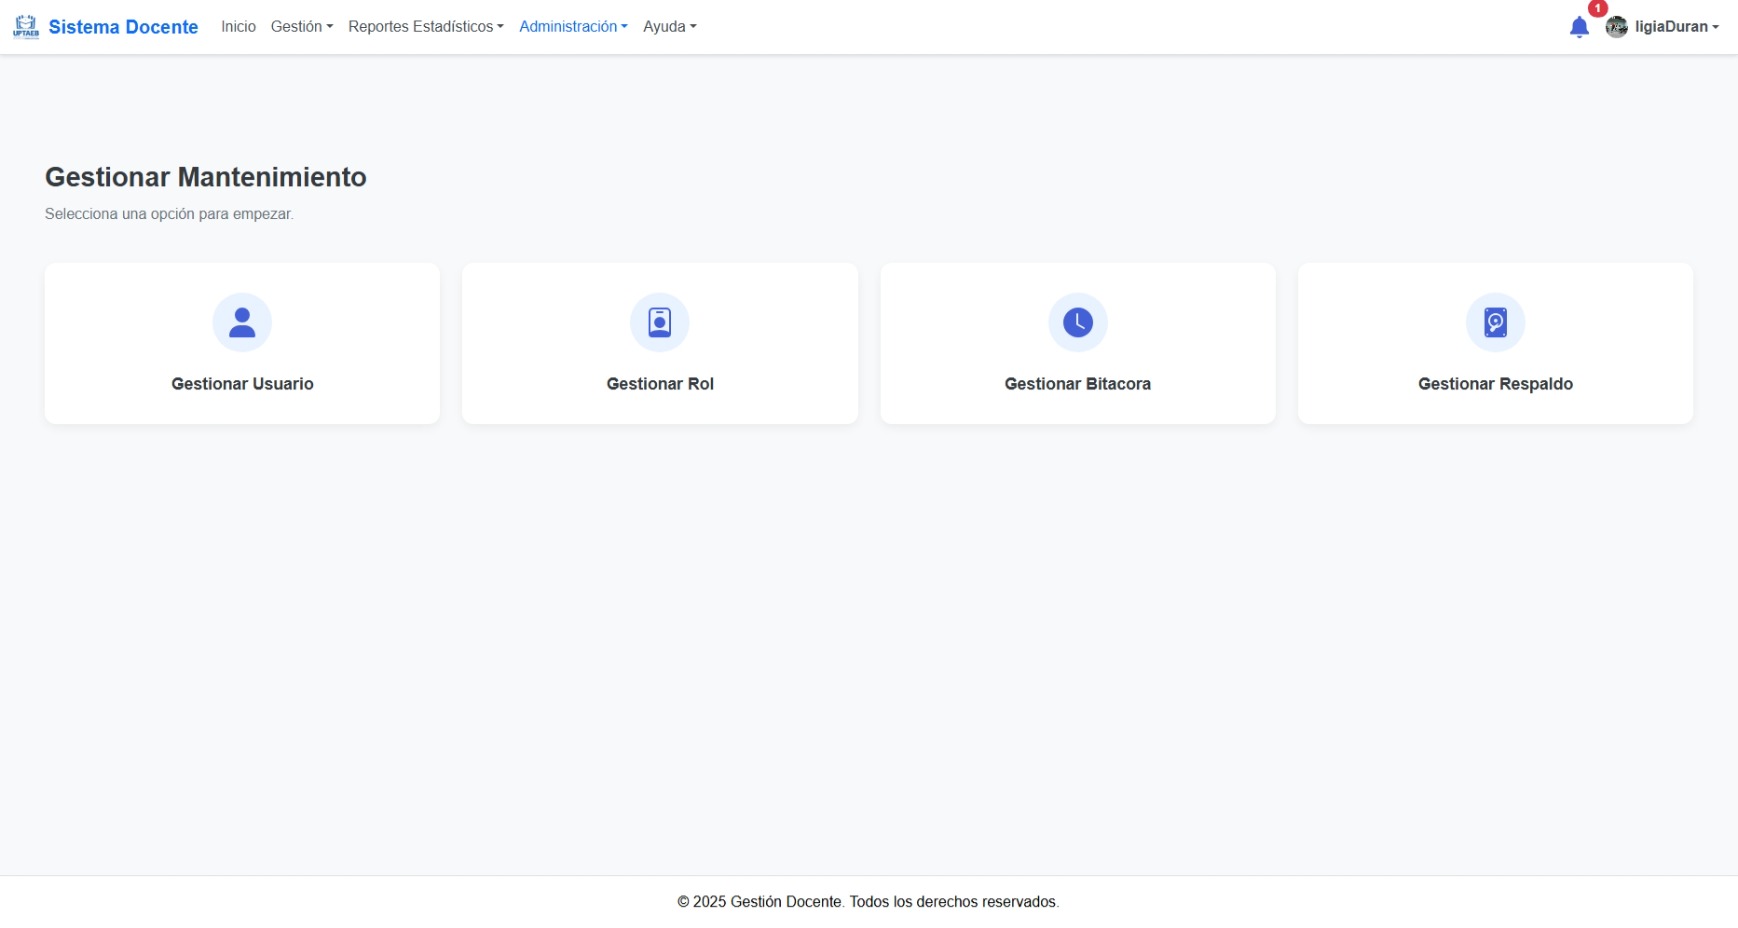 UPTAEB
Sistema Docente Inicio Gestión Reportes Estadísticos Administración Ayuda 1 ligiaDuran
Gestionar Mantenimiento
Selecciona una opción para empezar.
Gestionar Usuario Gestionar Rol Gestionar Bitacora Gestionar Respaldo
© 2025 Gestión Docente. Todos los derechos reservados.